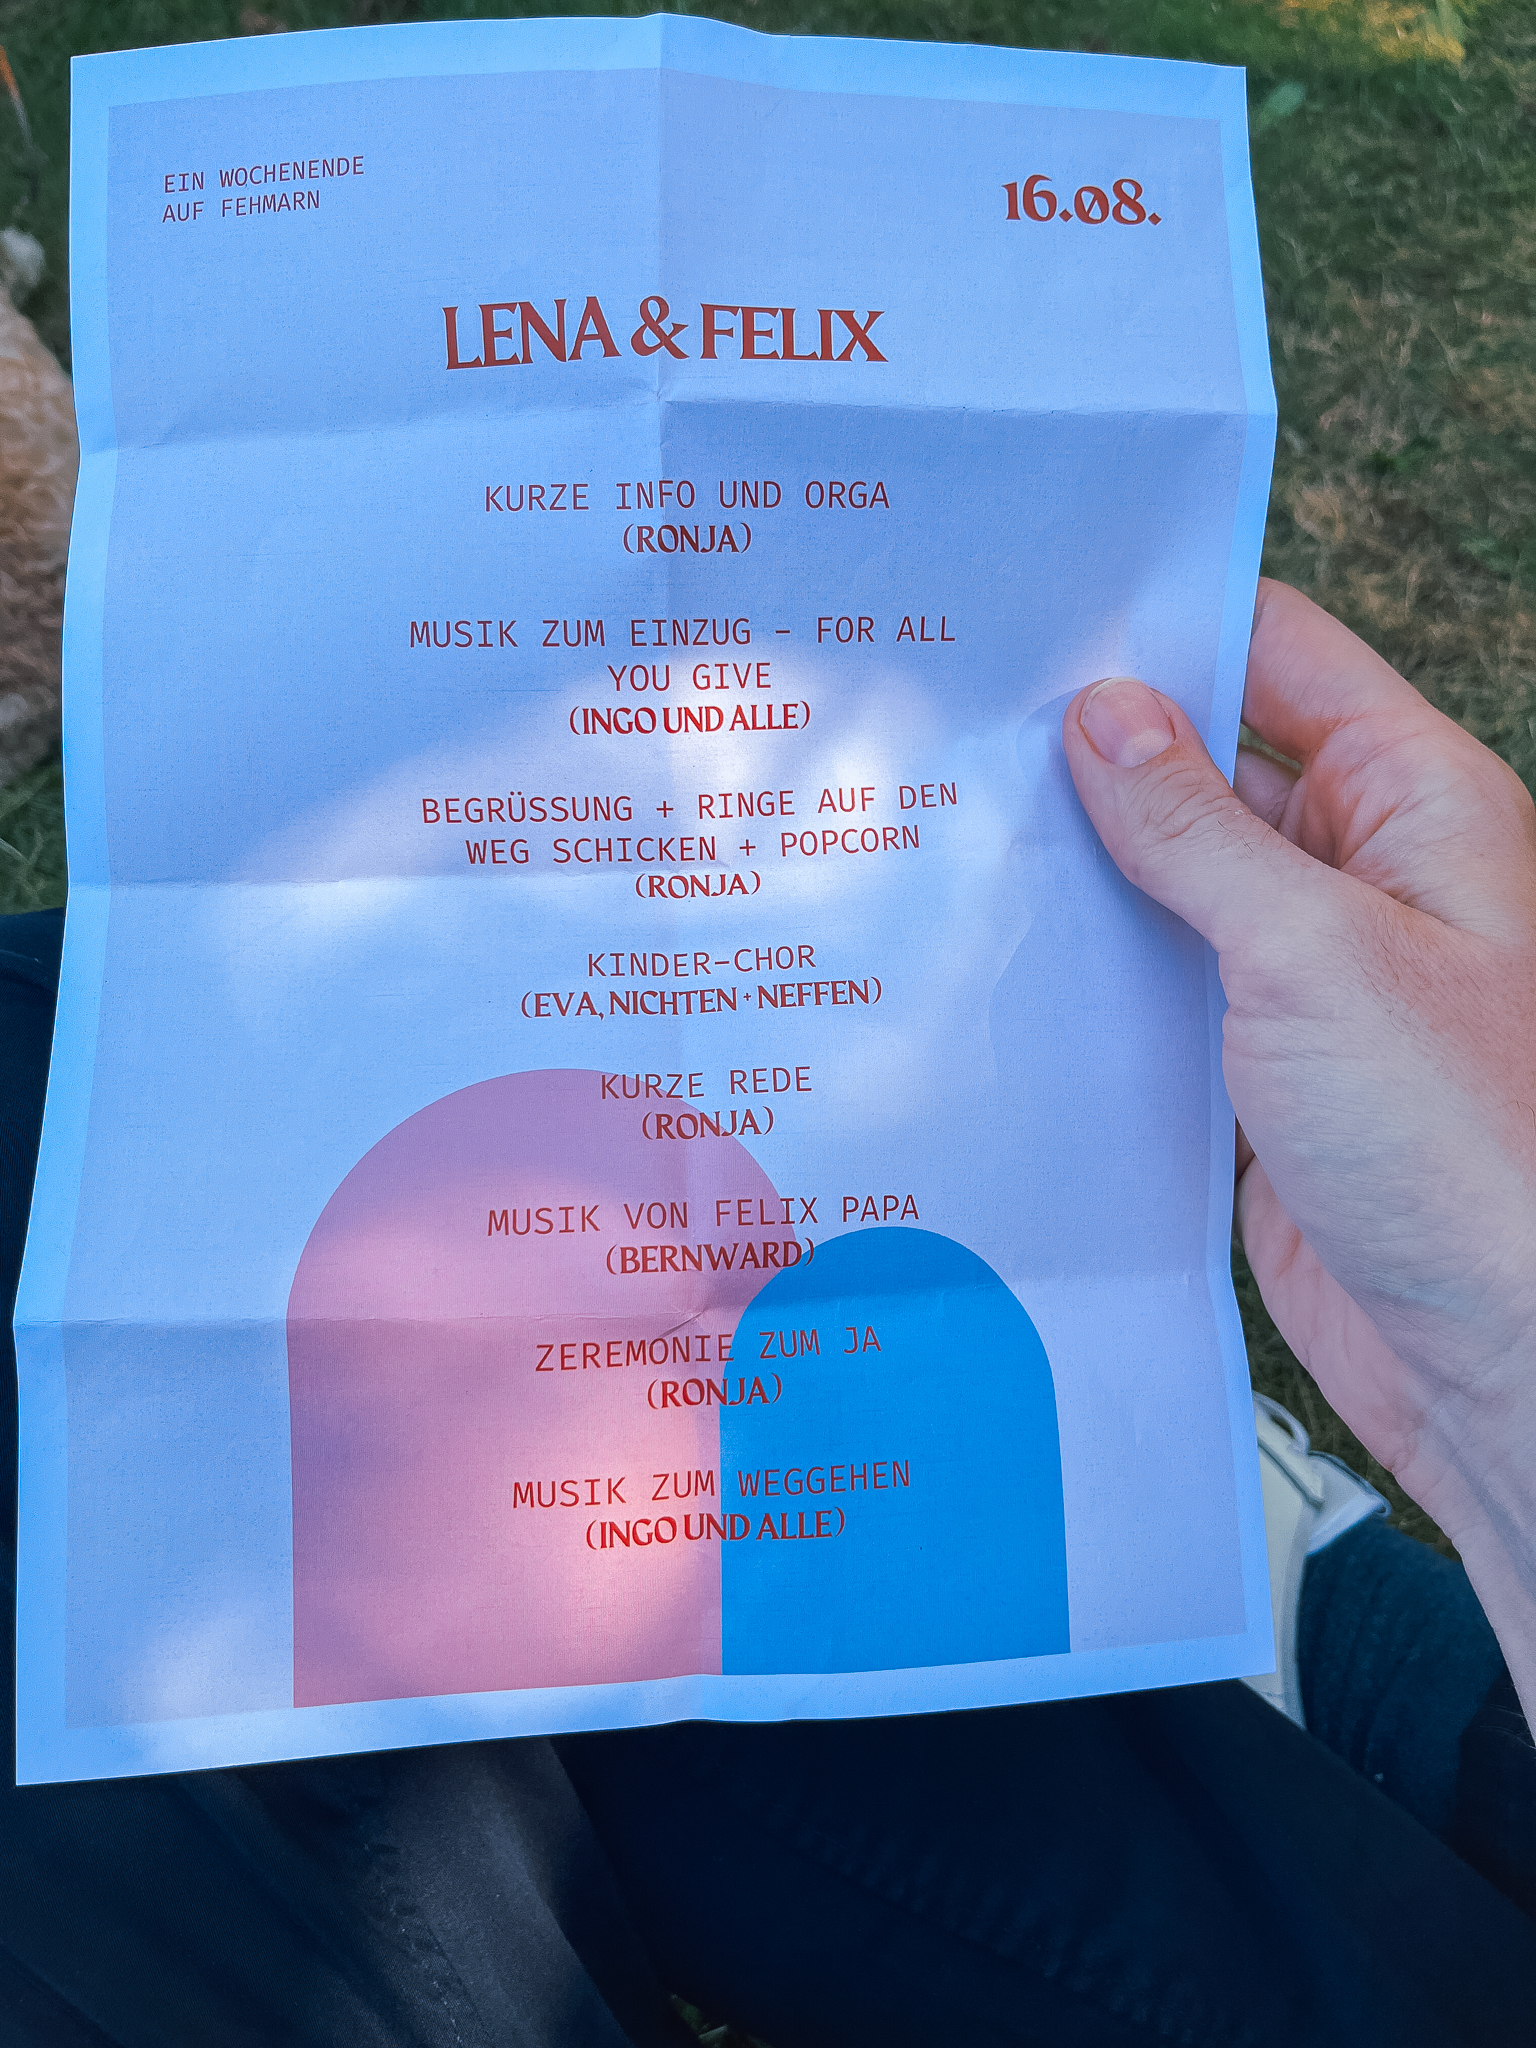 EIN WOCHENENDE
AUF FEHMARN
16.08.
LENA & FELIX
KURZE INFO UND ORGA
(RONJA)
MUSIK ZUM EINZUG - FOR ALL
YOU GIVE
(INGO UND ALLE)
BEGRÜSSUNG + RINGE AUF DEN
WEG SCHICKEN + POPCORN
(RONJA)
KINDER-CHOR
(EVA, NICHTEN + NEFFEN)
KURZE REDE
(RONJA)
MUSIK VON FELIX PAPA
(BERNWARD)
ZEREMONIE ZUM JA
(RONJA)
MUSIK ZUM WEGGEHEN
(INGO UND ALLE)